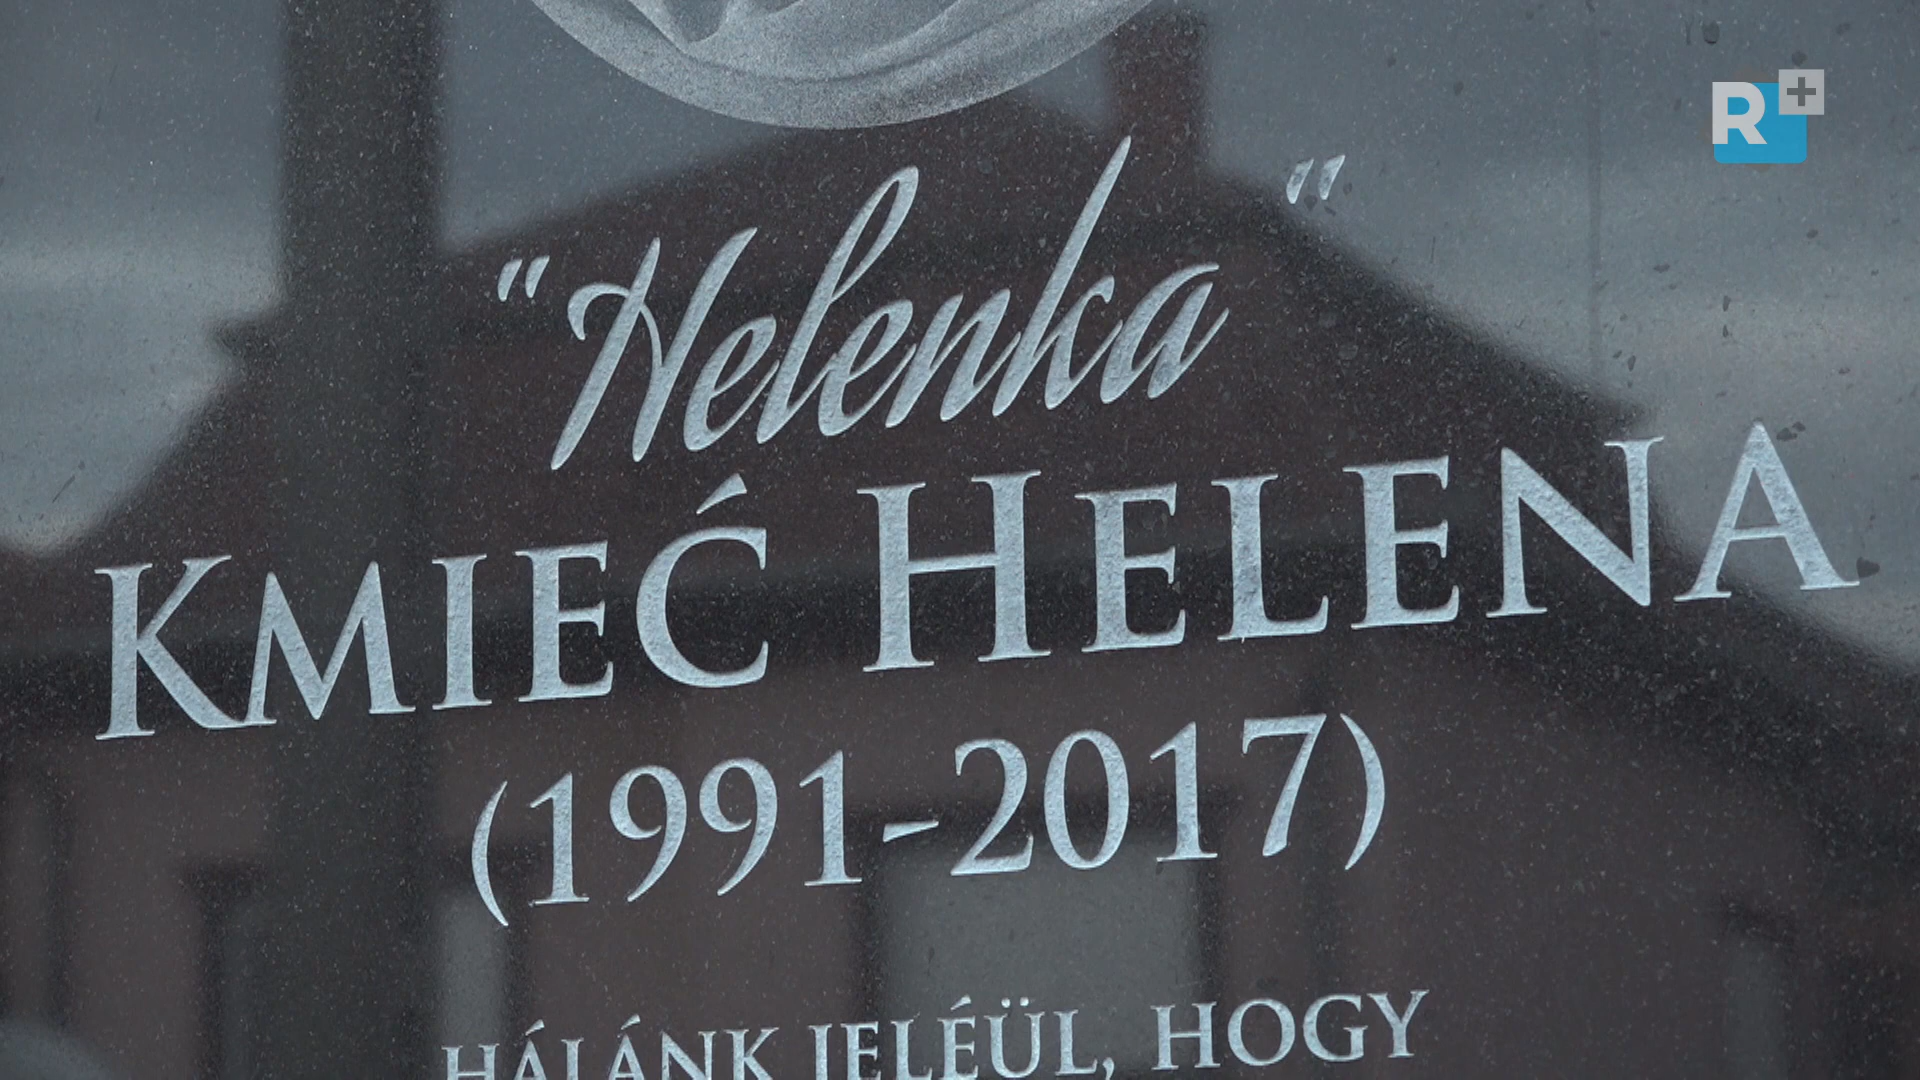 R+
"Helenka"
KMIEĆ HELENA
(1991-2017)
HÁLÁNK JELÉÜL, HOGY